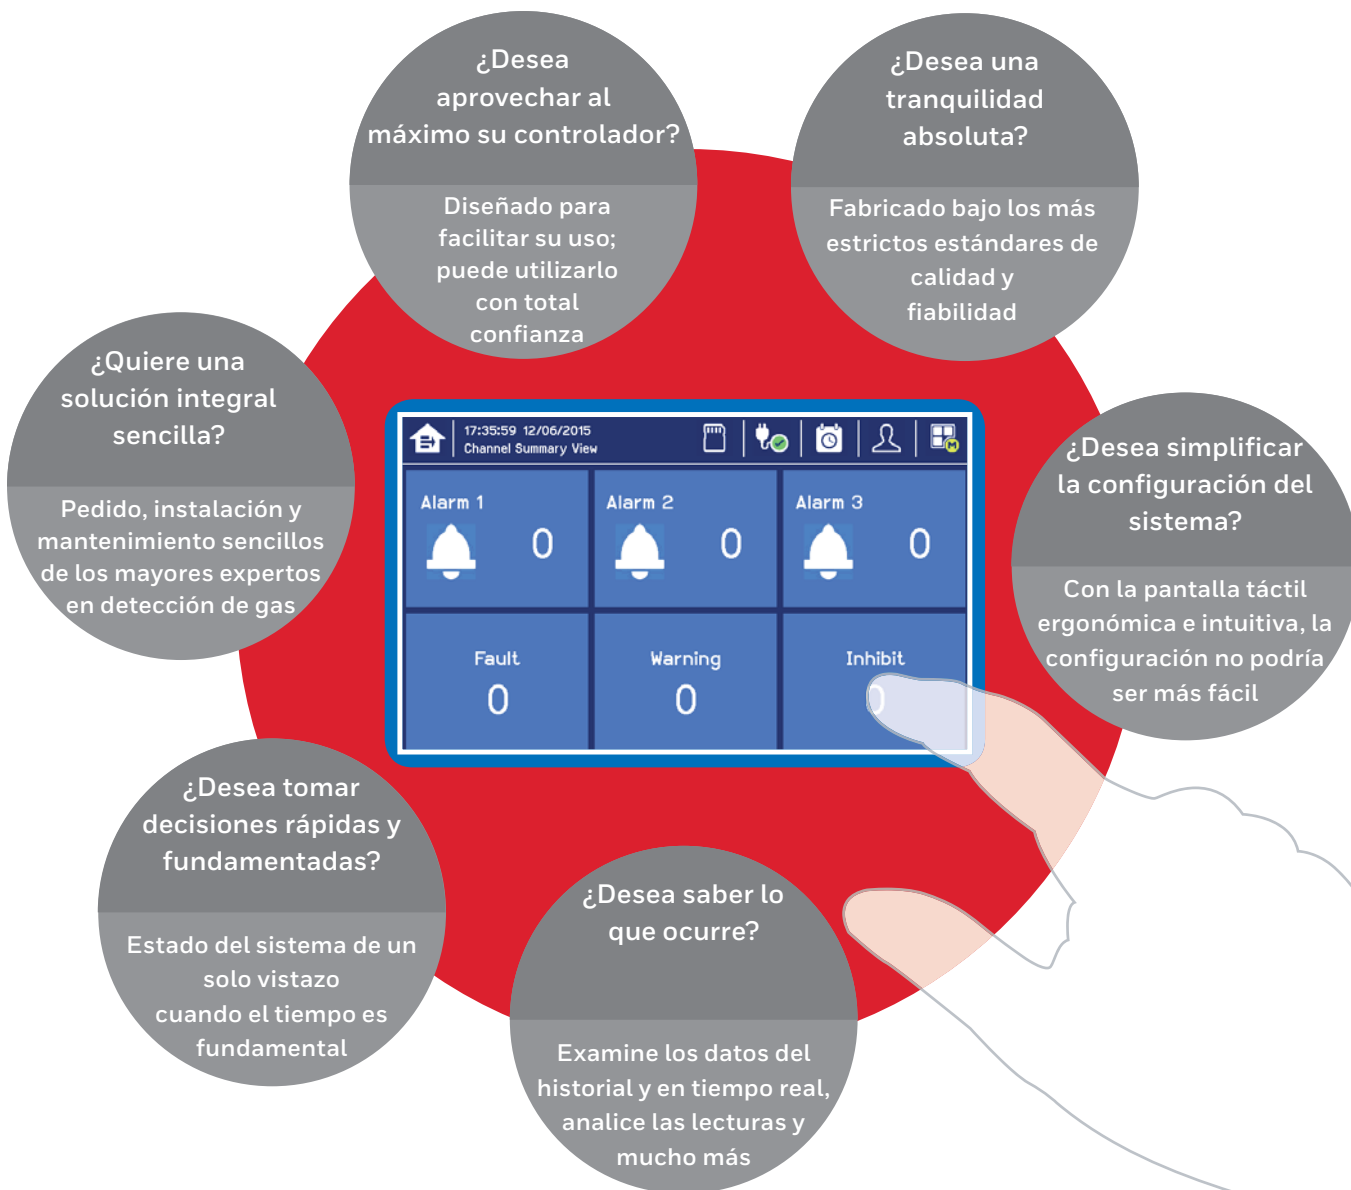 ¿Desea
aprovechar al
máximo su controlador?
Diseñado para
facilitar su uso;
puede utilizarlo
con total
confianza
¿Desea una
tranquilidad
absoluta?
Fabricado bajo los más
estrictos estándares de
calidad y
fiabilidad
¿Quiere una
solución integral
sencilla?
Pedido, instalación y
mantenimiento sencillos
de los mayores expertos
en detección de gas
17:35:59 12/06/2015
Channel Summary View
M
Alarm 1
0
Alarm 2
0
Alarm 3
0
Fault
0
Warning
0
Inhibit
0
¿Desea simplificar
la configuración del
sistema?
Con la pantalla táctil
ergonómica e intuitiva, la
configuración no podría
ser más fácil
¿Desea tomar
decisiones rápidas y
fundamentadas?
Estado del sistema de un
solo vistazo
cuando el tiempo es
fundamental
¿Desea saber lo
que ocurre?
Examine los datos del
historial y en tiempo real,
analice las lecturas y
mucho más